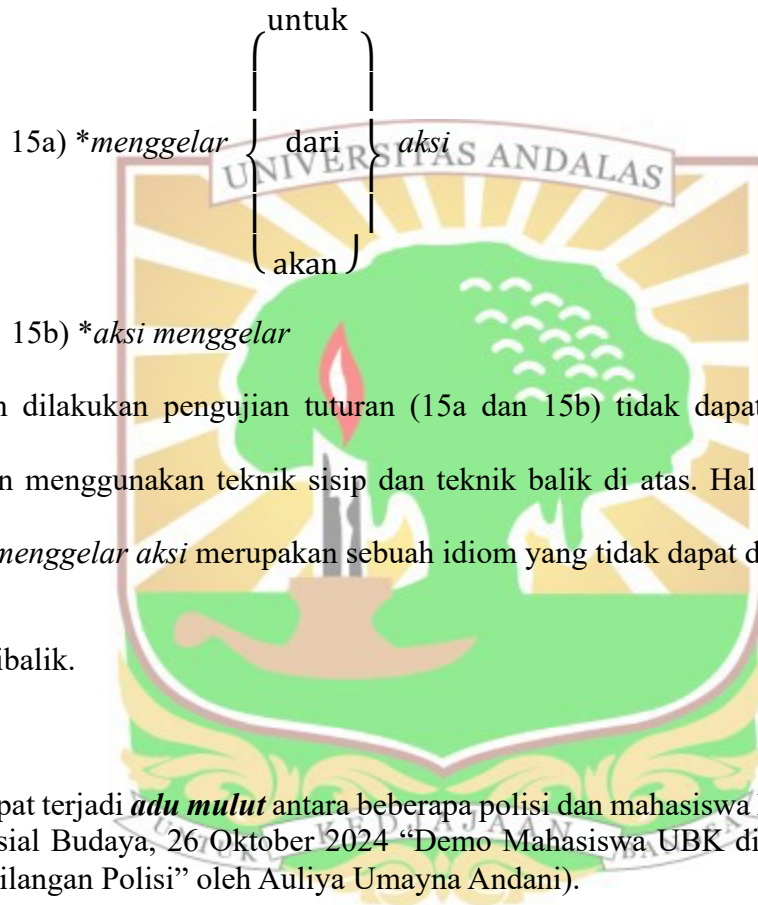 untuk
15a) *menggelar dari aksi
UNIVERSITAS ANDALAS
akan
15b) *aksi menggelar
dilakukan pengujian tuturan (15a dan 15b) tidak dapat
menggunakan teknik sisip dan teknik balik di atas. Hal
menggelar aksi merupakan sebuah idiom yang tidak dapat
ibalik.
pat terjadi adu mulut antara beberapa polisi dan mahasiswa
sial Budaya, 26 Oktober 2024 “Demo Mahasiswa UBK di
ilangan Polisi” oleh Auliya Umayna Andani).
UNTUK KEDJAJAAN BANGSA